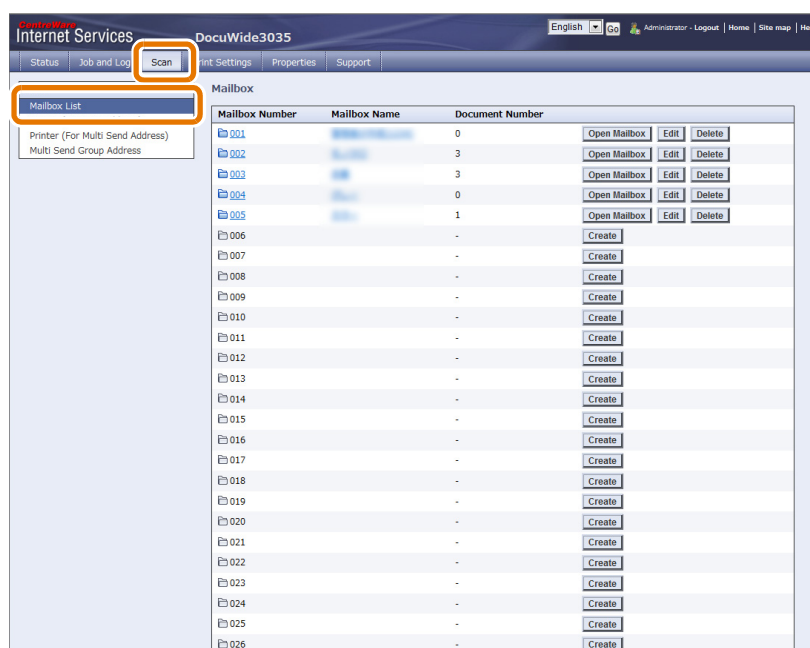 CentreWare
Internet Services
DocuWide3035
English Go Administrator - Logout | Home | Site map |
Status Job and Log Scan Print Settings Properties Support
Mailbox List
Printer (For Multi Send Address)
Multi Send Group Address
Mailbox
Mailbox Number Mailbox Name Document Number
001 0 Open Mailbox Edit Delete
002 3 Open Mailbox Edit Delete
003 3 Open Mailbox Edit Delete
004 0 Open Mailbox Edit Delete
005 1 Open Mailbox Edit Delete
006 - Create
007 - Create
008 - Create
009 - Create
010 - Create
011 - Create
012 - Create
013 - Create
014 - Create
015 - Create
016 - Create
017 - Create
018 - Create
019 - Create
020 - Create
021 - Create
022 - Create
023 - Create
024 - Create
025 - Create
026 - Create